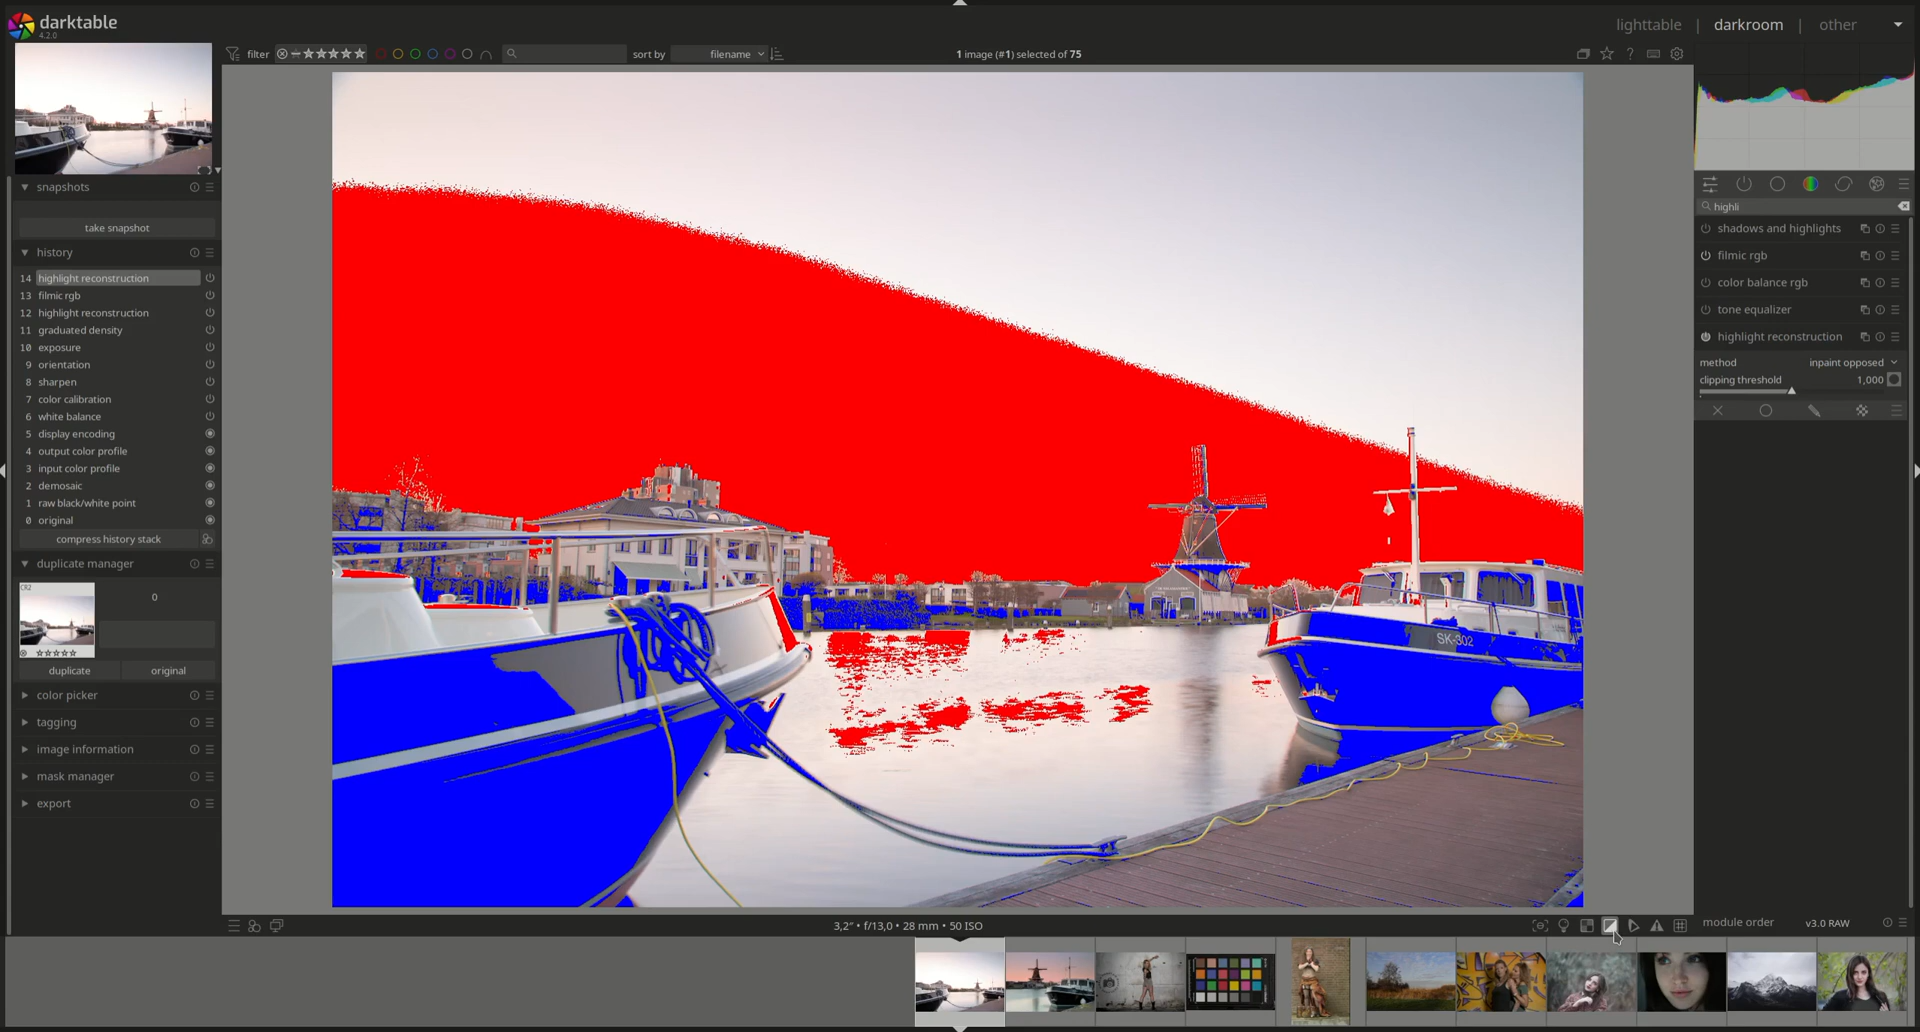 darktable
4.2.0
lighttable | darkroom | other
filter
sort by filename
1 image (#1) selected of 75
snapshots
take snapshot
history
14 highlight reconstruction
13 filmic rgb
12 highlight reconstruction
11 graduated density
10 exposure
9 orientation
8 sharpen
7 color calibration
6 white balance
5 display encoding
4 output color profile
3 input color profile
2 demosaic
1 raw black/white point
0 original
compress history stack
duplicate manager
CR2
0
duplicate original
color picker
tagging
image information
mask manager
export
SK-302
highli
shadows and highlights
filmic rgb
color balance rgb
tone equalizer
highlight reconstruction
method inpaint opposed
clipping threshold 1,000
3,2" • f/13,0 • 28 mm • 50 ISO
module order v3.0 RAW